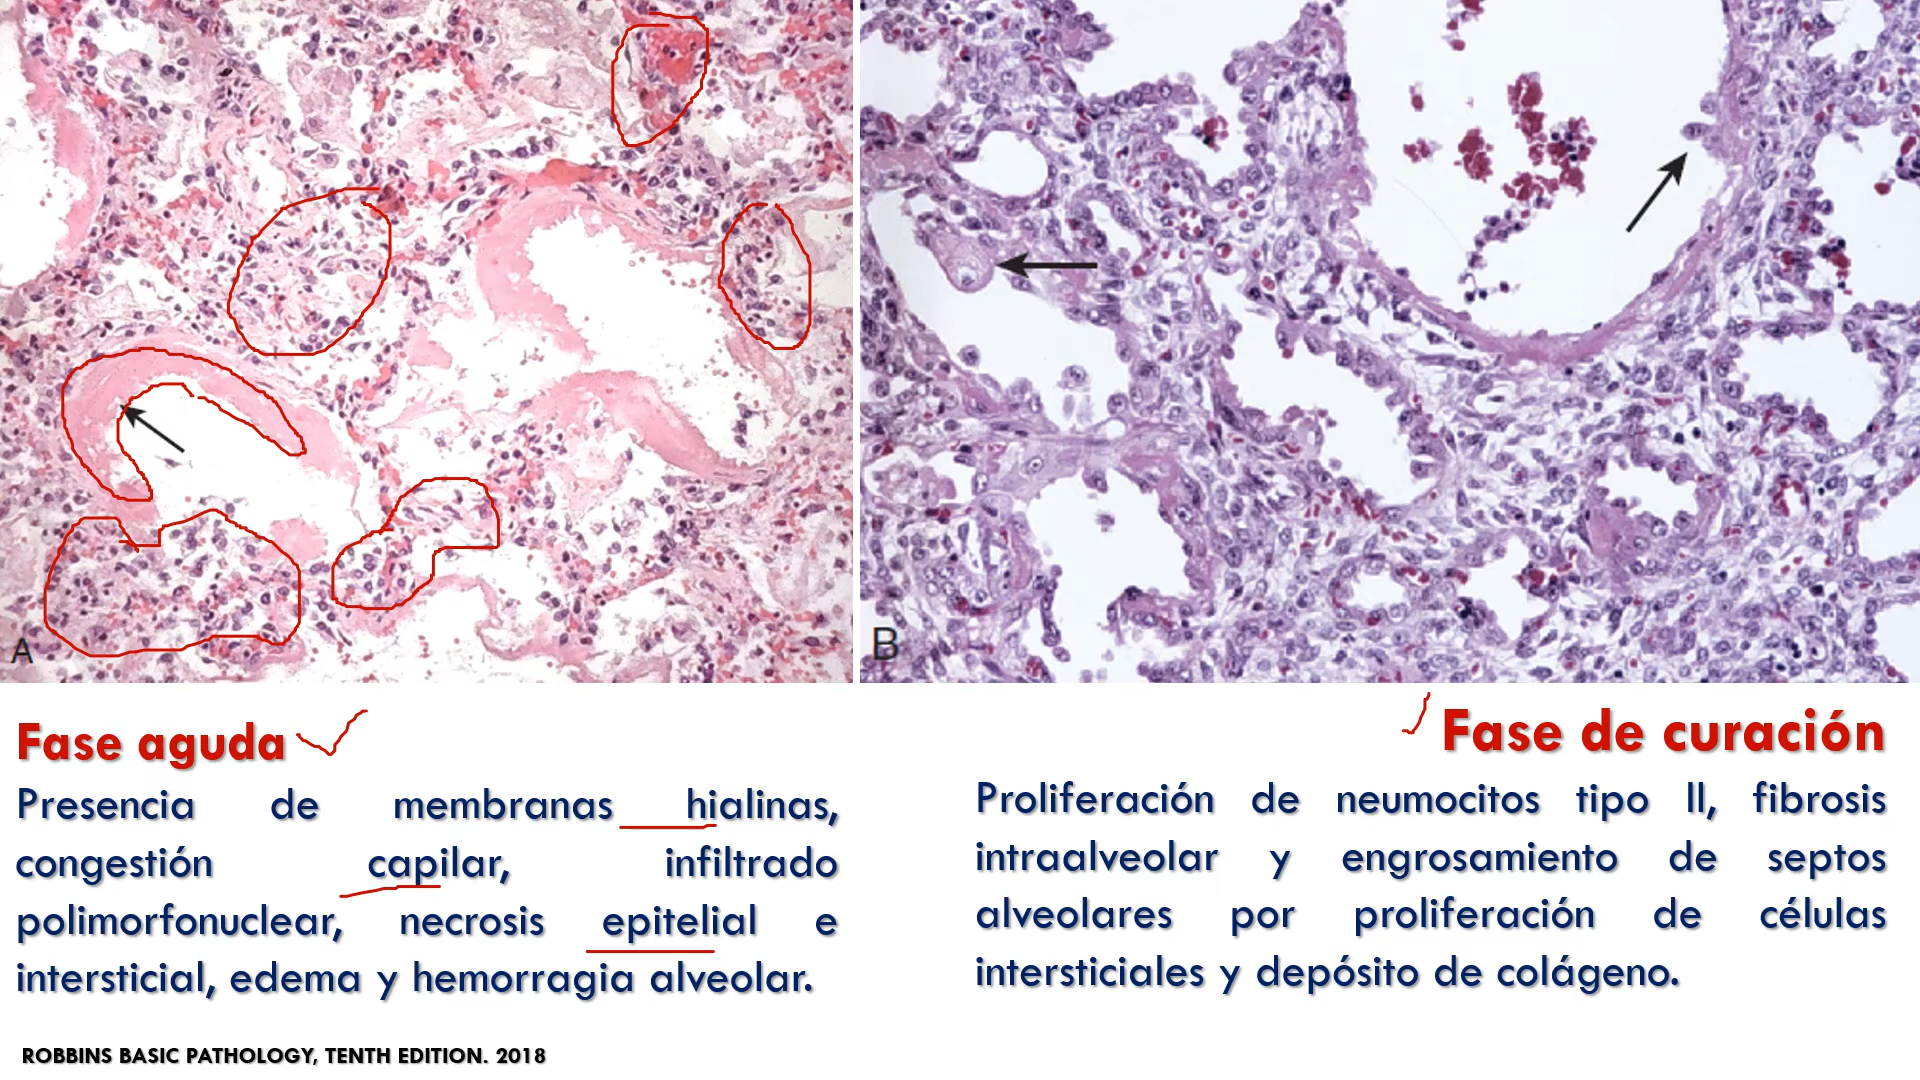 A
B
Fase aguda
Presencia de membranas hialinas,
congestión capilar, infiltrado
polimorfonuclear, necrosis epitelial e
intersticial, edema y hemorragia alveolar.
Fase de curación
Proliferación de neumocitos tipo II, fibrosis
intraalveolar y engrosamiento de septos
alveolares por proliferación de células
intersticiales y depósito de colágeno.
ROBBINS BASIC PATHOLOGY, TENTH EDITION. 2018